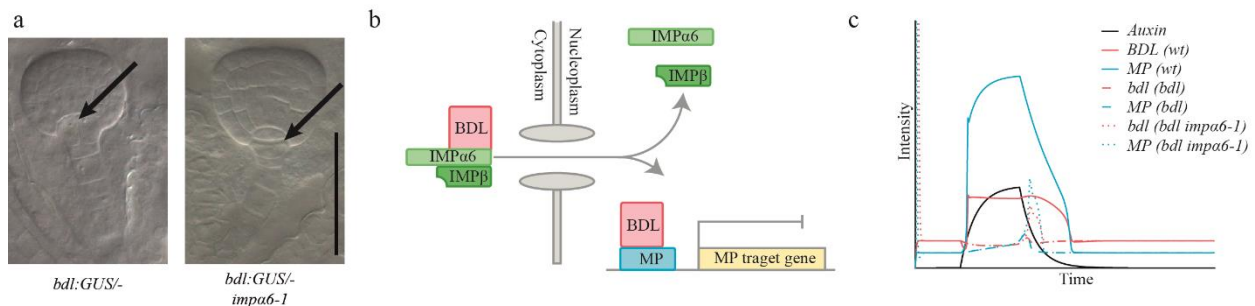 a
bdl:GUS/-
bdl:GUS/-
impα6-1
b
Cytoplasm
Nucleoplasm
IMPα6
IMPβ
BDL
IMPα6
IMPβ
BDL
MP
MP traget gene
c
Intensity
Time
Auxin
BDL (wt)
MP (wt)
bdl (bdl)
MP (bdl)
bdl (bdl impα6-1)
MP (bdl impα6-1)